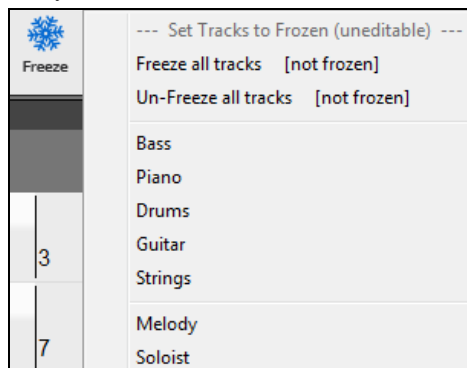 --- Set Tracks to Frozen (uneditable) ---
Freeze
Freeze all tracks [not frozen]
Un-Freeze all tracks [not frozen]
Bass
Piano
Drums
Guitar
3
Strings
Melody
7
Soloist